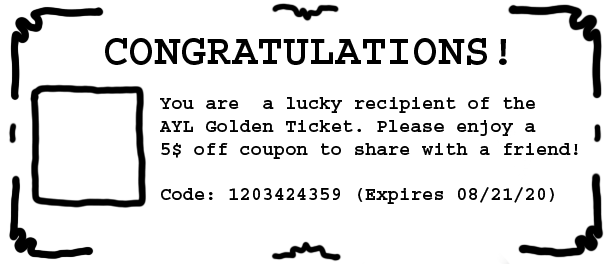 CONGRATULATIONS!
You are  a lucky recipient of the
AYL Golden Ticket. Please enjoy a
5$ off coupon to share with a friend!
Code: 1203424359 (Expires 08/21/20)